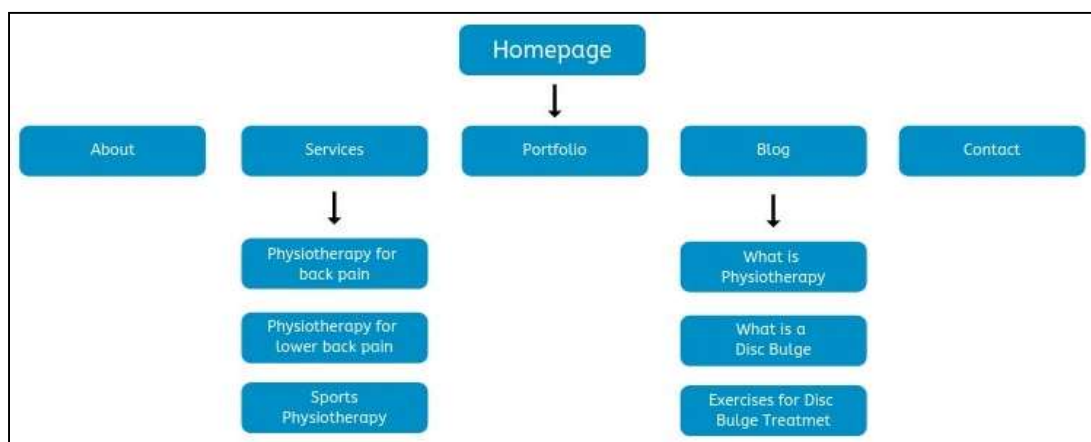 Homepage
About
Services
Portfolio
Blog
Contact
Physiotherapy for
back pain
What is
Physiotherapy
Physiotherapy for
lower back pain
What is a
Disc Bulge
Sports
Physiotherapy
Exercises for Disc
Bulge Treatmet